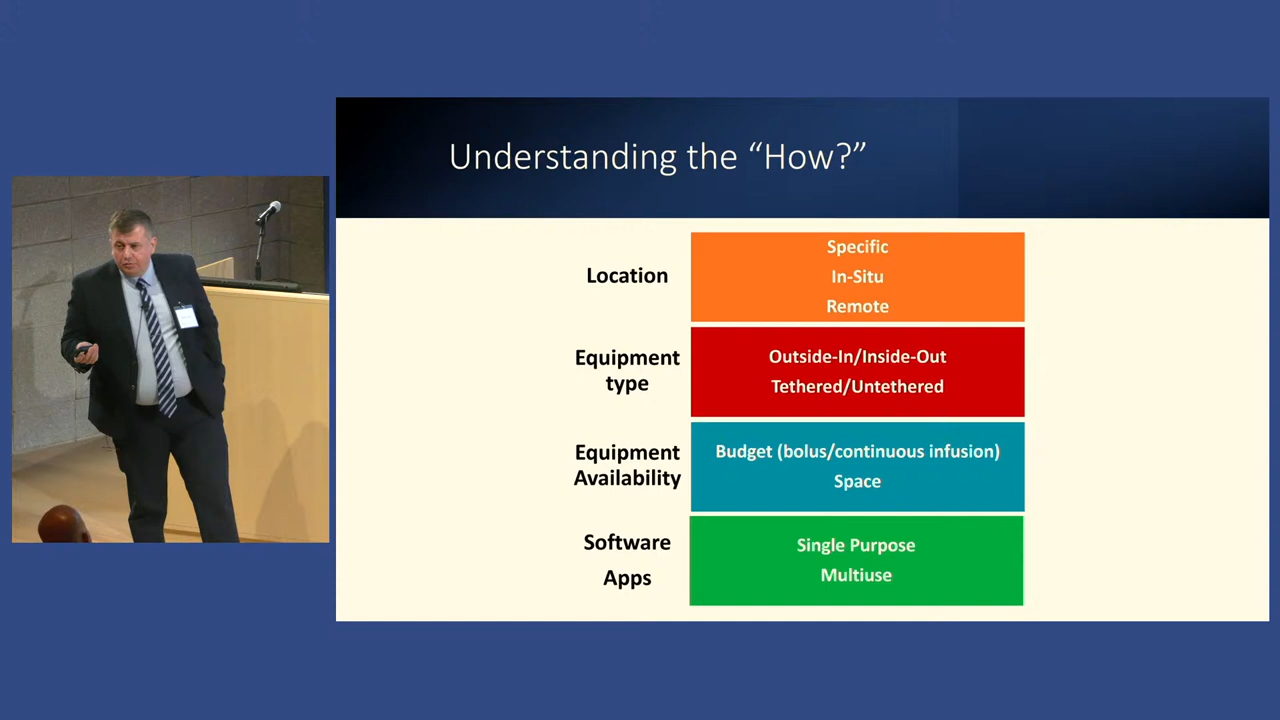 Understanding the “How?”
Location
Specific
In-Situ
Remote
Equipment
type
Outside-In/Inside-Out
Tethered/Untethered
Equipment
Availability
Budget (bolus/continuous infusion)
Space
Software
Apps
Single Purpose
Multiuse